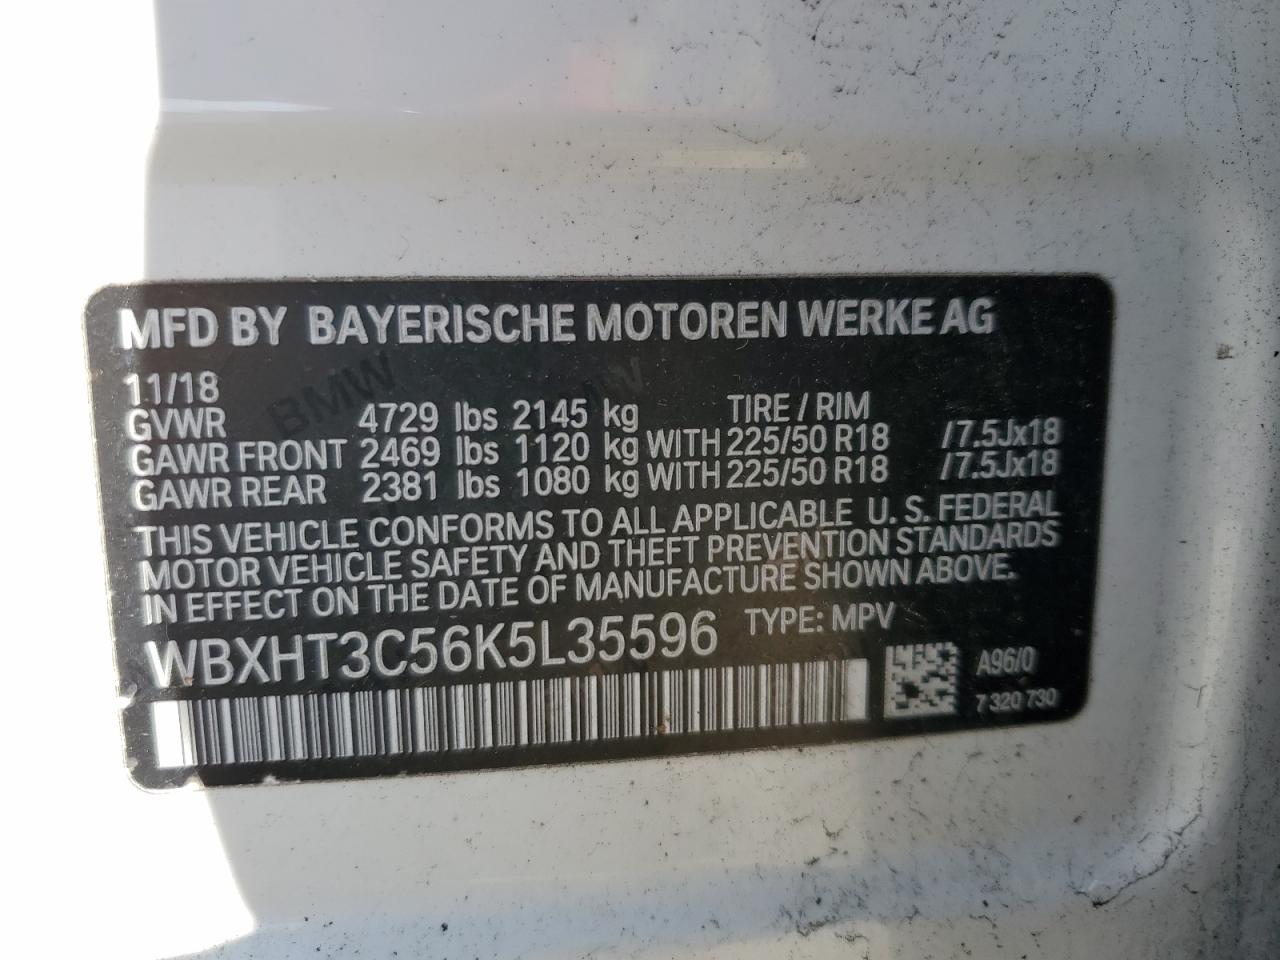 MFD BY BAYERISCHE MOTOREN WERKE AG
11/18
GVWR 4729 lbs 2145 kg TIRE / RIM
GAWR FRONT 2469 lbs 1120 kg WITH 225/50 R18 /7.5Jx18
GAWR REAR 2381 lbs 1080 kg WITH 225/50 R18 /7.5Jx18
THIS VEHICLE CONFORMS TO ALL APPLICABLE U. S. FEDERAL
MOTOR VEHICLE SAFETY AND THEFT PREVENTION STANDARDS
IN EFFECT ON THE DATE OF MANUFACTURE SHOWN ABOVE.
WBXHT3C56K5L35596 TYPE: MPV
A96/0
7 320 730
BMW